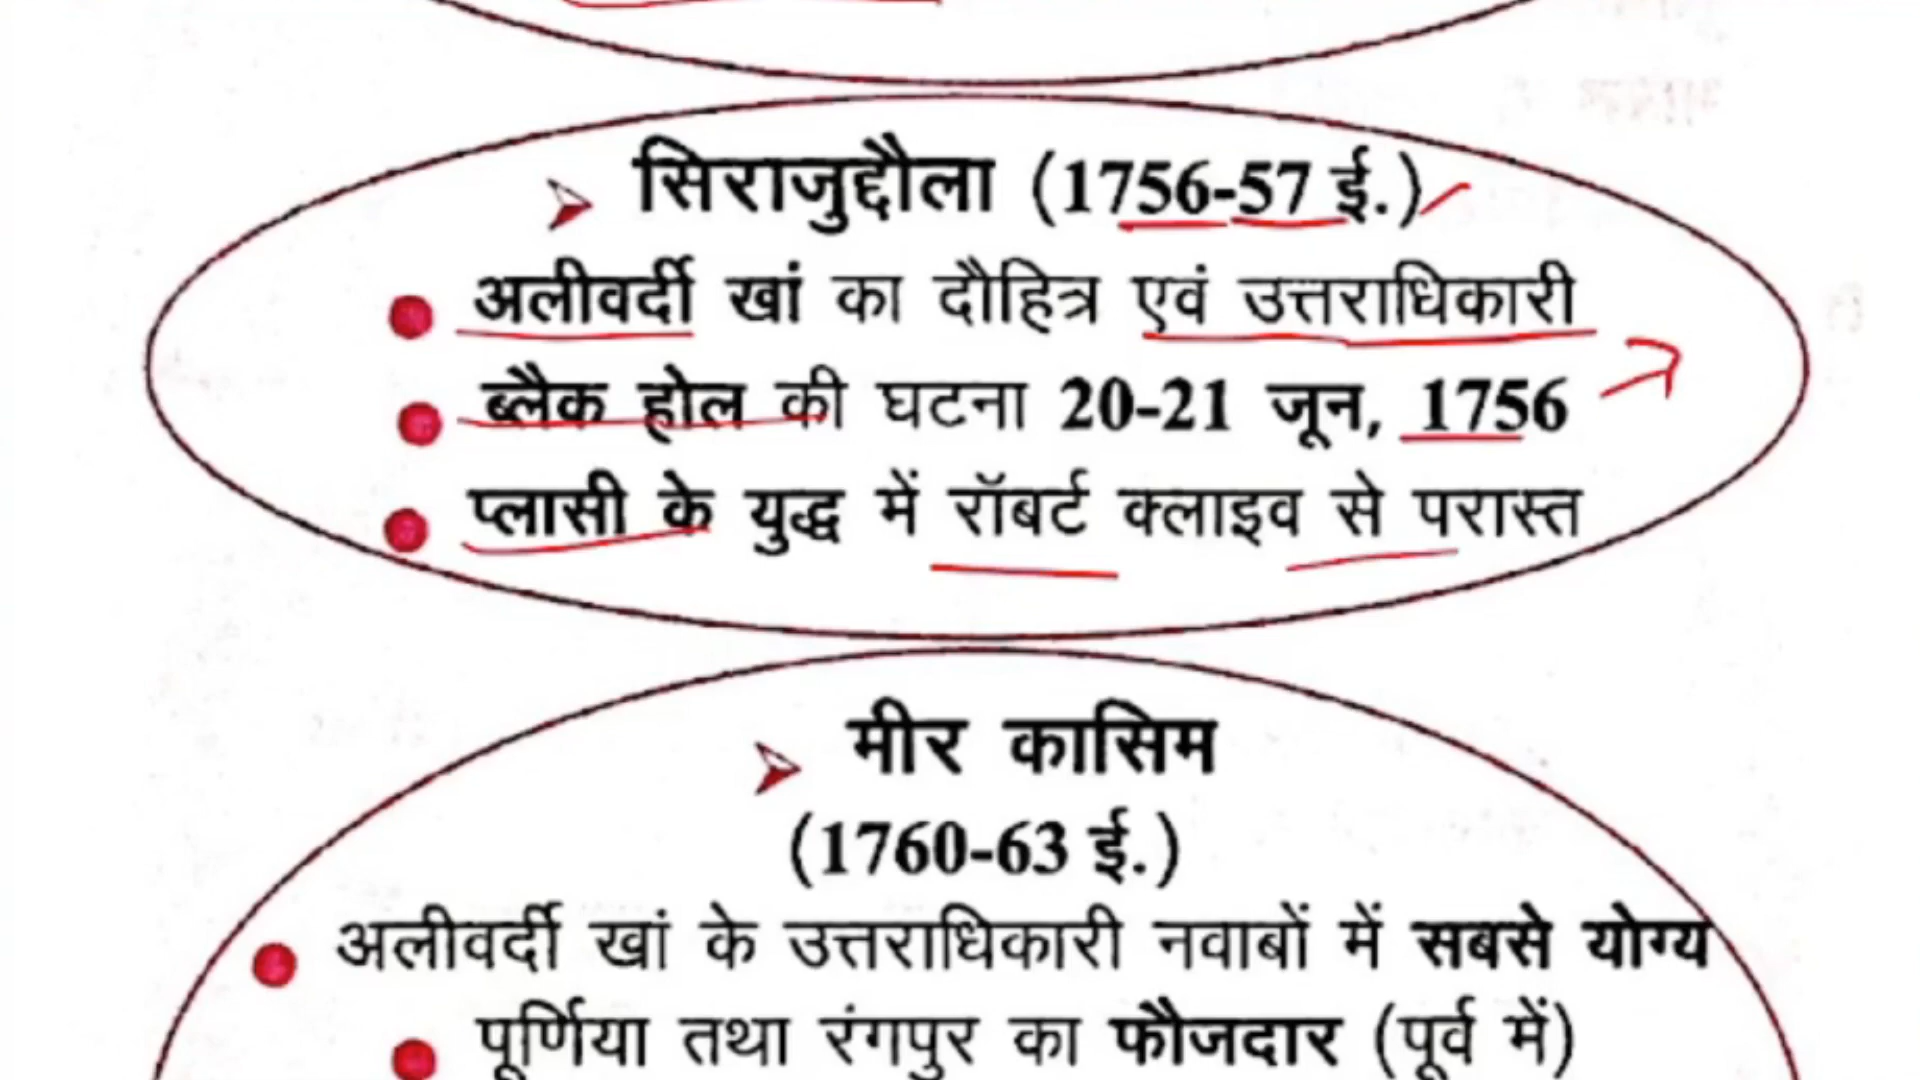 सिराजुद्दौला (1756-57 ई.)
अलीवर्दी खां का दौहित्र एवं उत्तराधिकारी
ब्लैक होल की घटना 20-21 जून, 1756
प्लासी के युद्ध में रॉबर्ट क्लाइव से परास्त
मीर कासिम
(1760-63 ई.)
अलीवर्दी खां के उत्तराधिकारी नवाबों में सबसे योग्य
पूर्णिया तथा रंगपुर का फौजदार (पूर्व में)